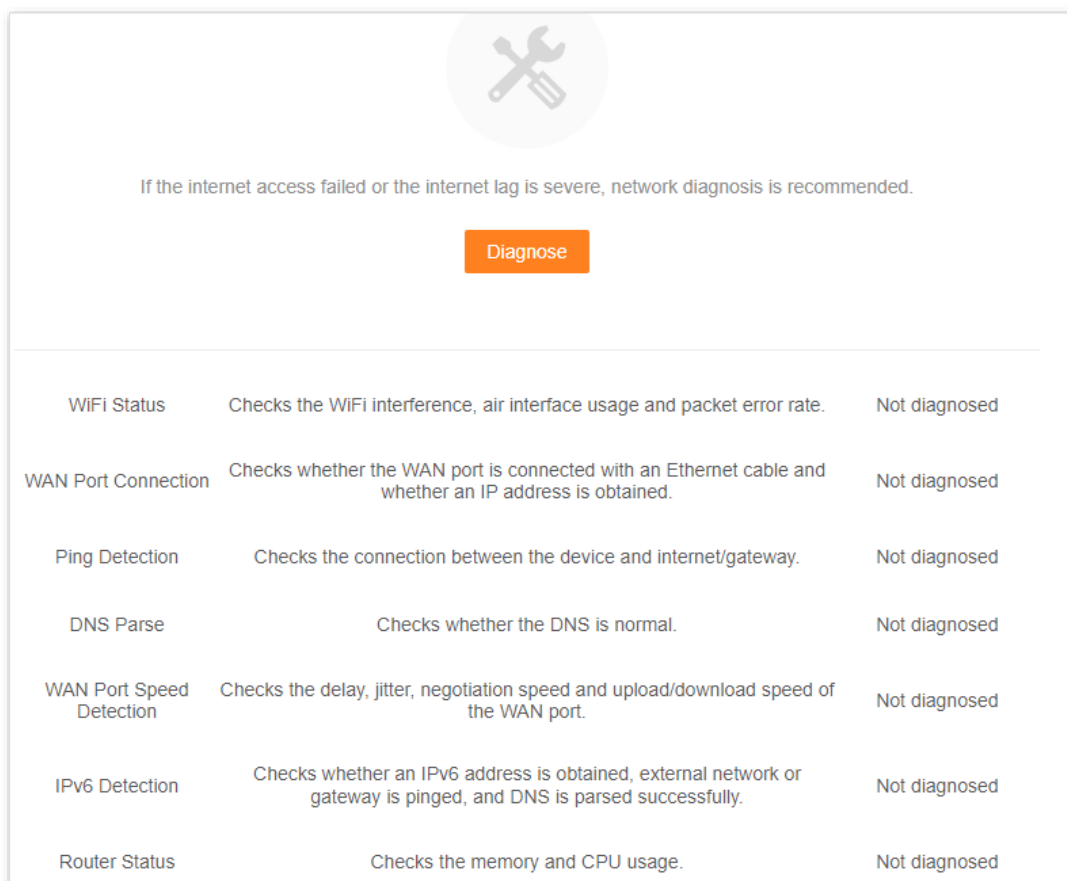 If the internet access failed or the internet lag is severe, network diagnosis is recommended.
Diagnose
WiFi Status
Checks the WiFi interference, air interface usage and packet error rate.
Not diagnosed
WAN Port Connection
Checks whether the WAN port is connected with an Ethernet cable and
whether an IP address is obtained.
Not diagnosed
Ping Detection
Checks the connection between the device and internet/gateway.
Not diagnosed
DNS Parse
Checks whether the DNS is normal.
Not diagnosed
WAN Port Speed
Detection
Checks the delay, jitter, negotiation speed and upload/download speed of
the WAN port.
Not diagnosed
IPv6 Detection
Checks whether an IPv6 address is obtained, external network or
gateway is pinged, and DNS is parsed successfully.
Not diagnosed
Router Status
Checks the memory and CPU usage.
Not diagnosed